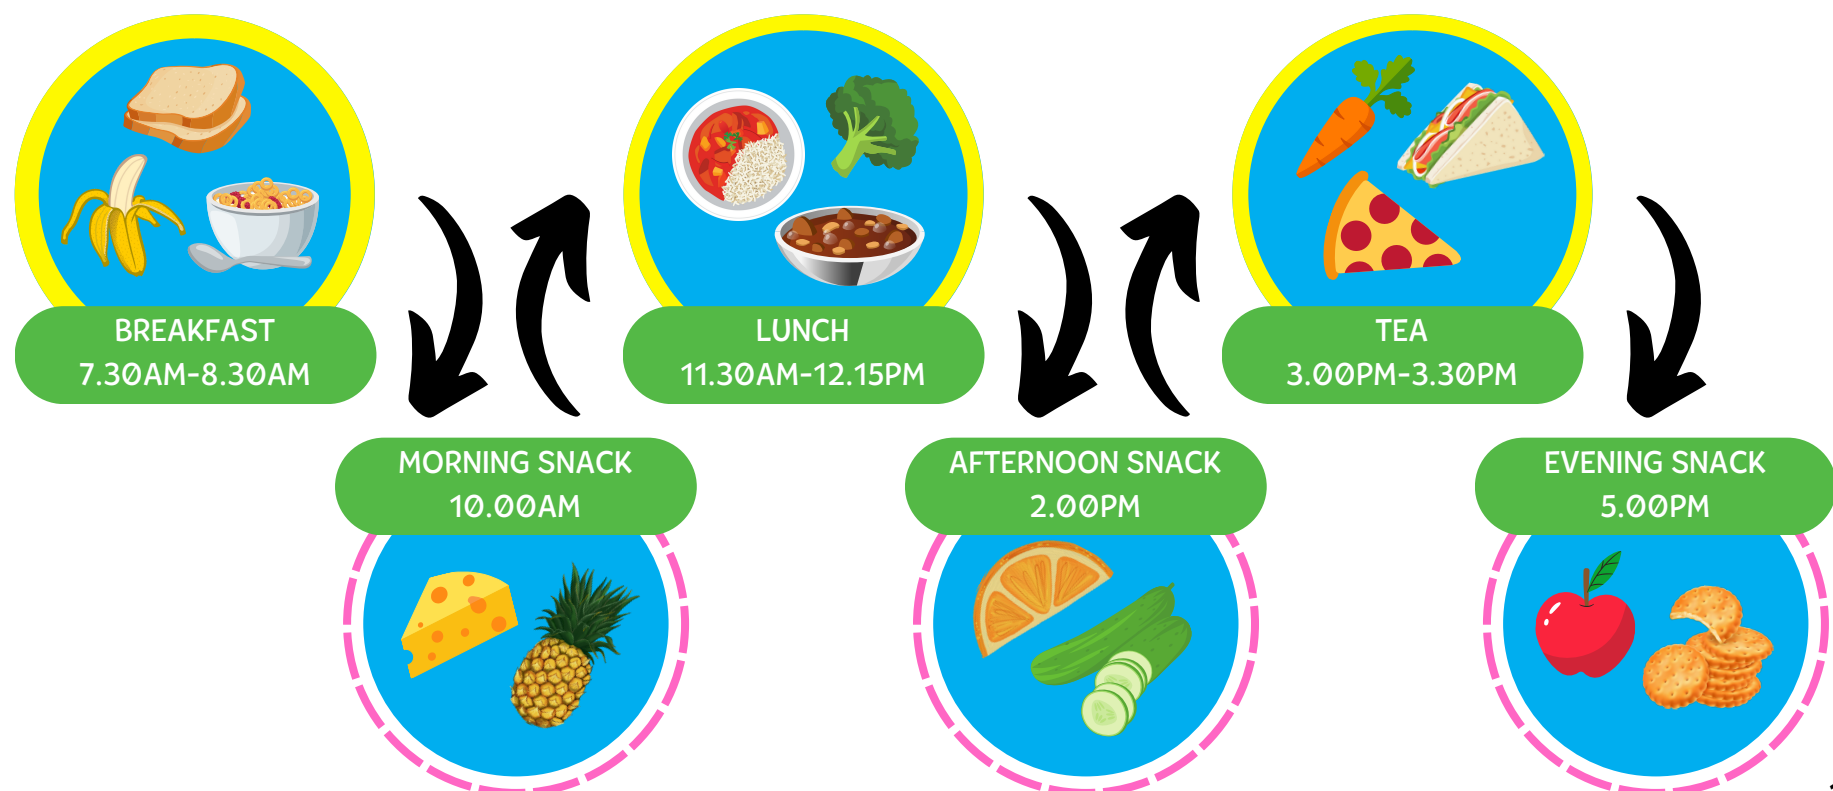 BREAKFAST
7.30AM-8.30AM
MORNING SNACK
10.00AM
LUNCH
11.30AM-12.15PM
AFTERNOON SNACK
2.00PM
TEA
3.00PM-3.30PM
EVENING SNACK
5.00PM